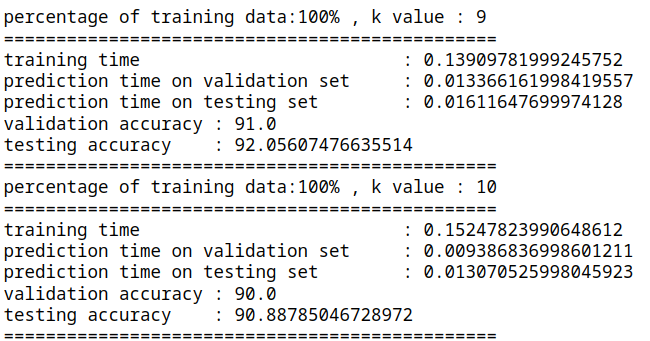 percentage of training data:100% , k value : 9
===============================================
training time                         : 0.13909781999245752
prediction time on validation set     : 0.013366161998419557
prediction time on testing set        : 0.01611647699974128
validation accuracy : 91.0
testing accuracy    : 92.05607476635514
===============================================
percentage of training data:100% , k value : 10
===============================================
training time                         : 0.15247823990648612
prediction time on validation set     : 0.009386836998601211
prediction time on testing set        : 0.013070525998045923
validation accuracy : 90.0
testing accuracy    : 90.88785046728972
===============================================